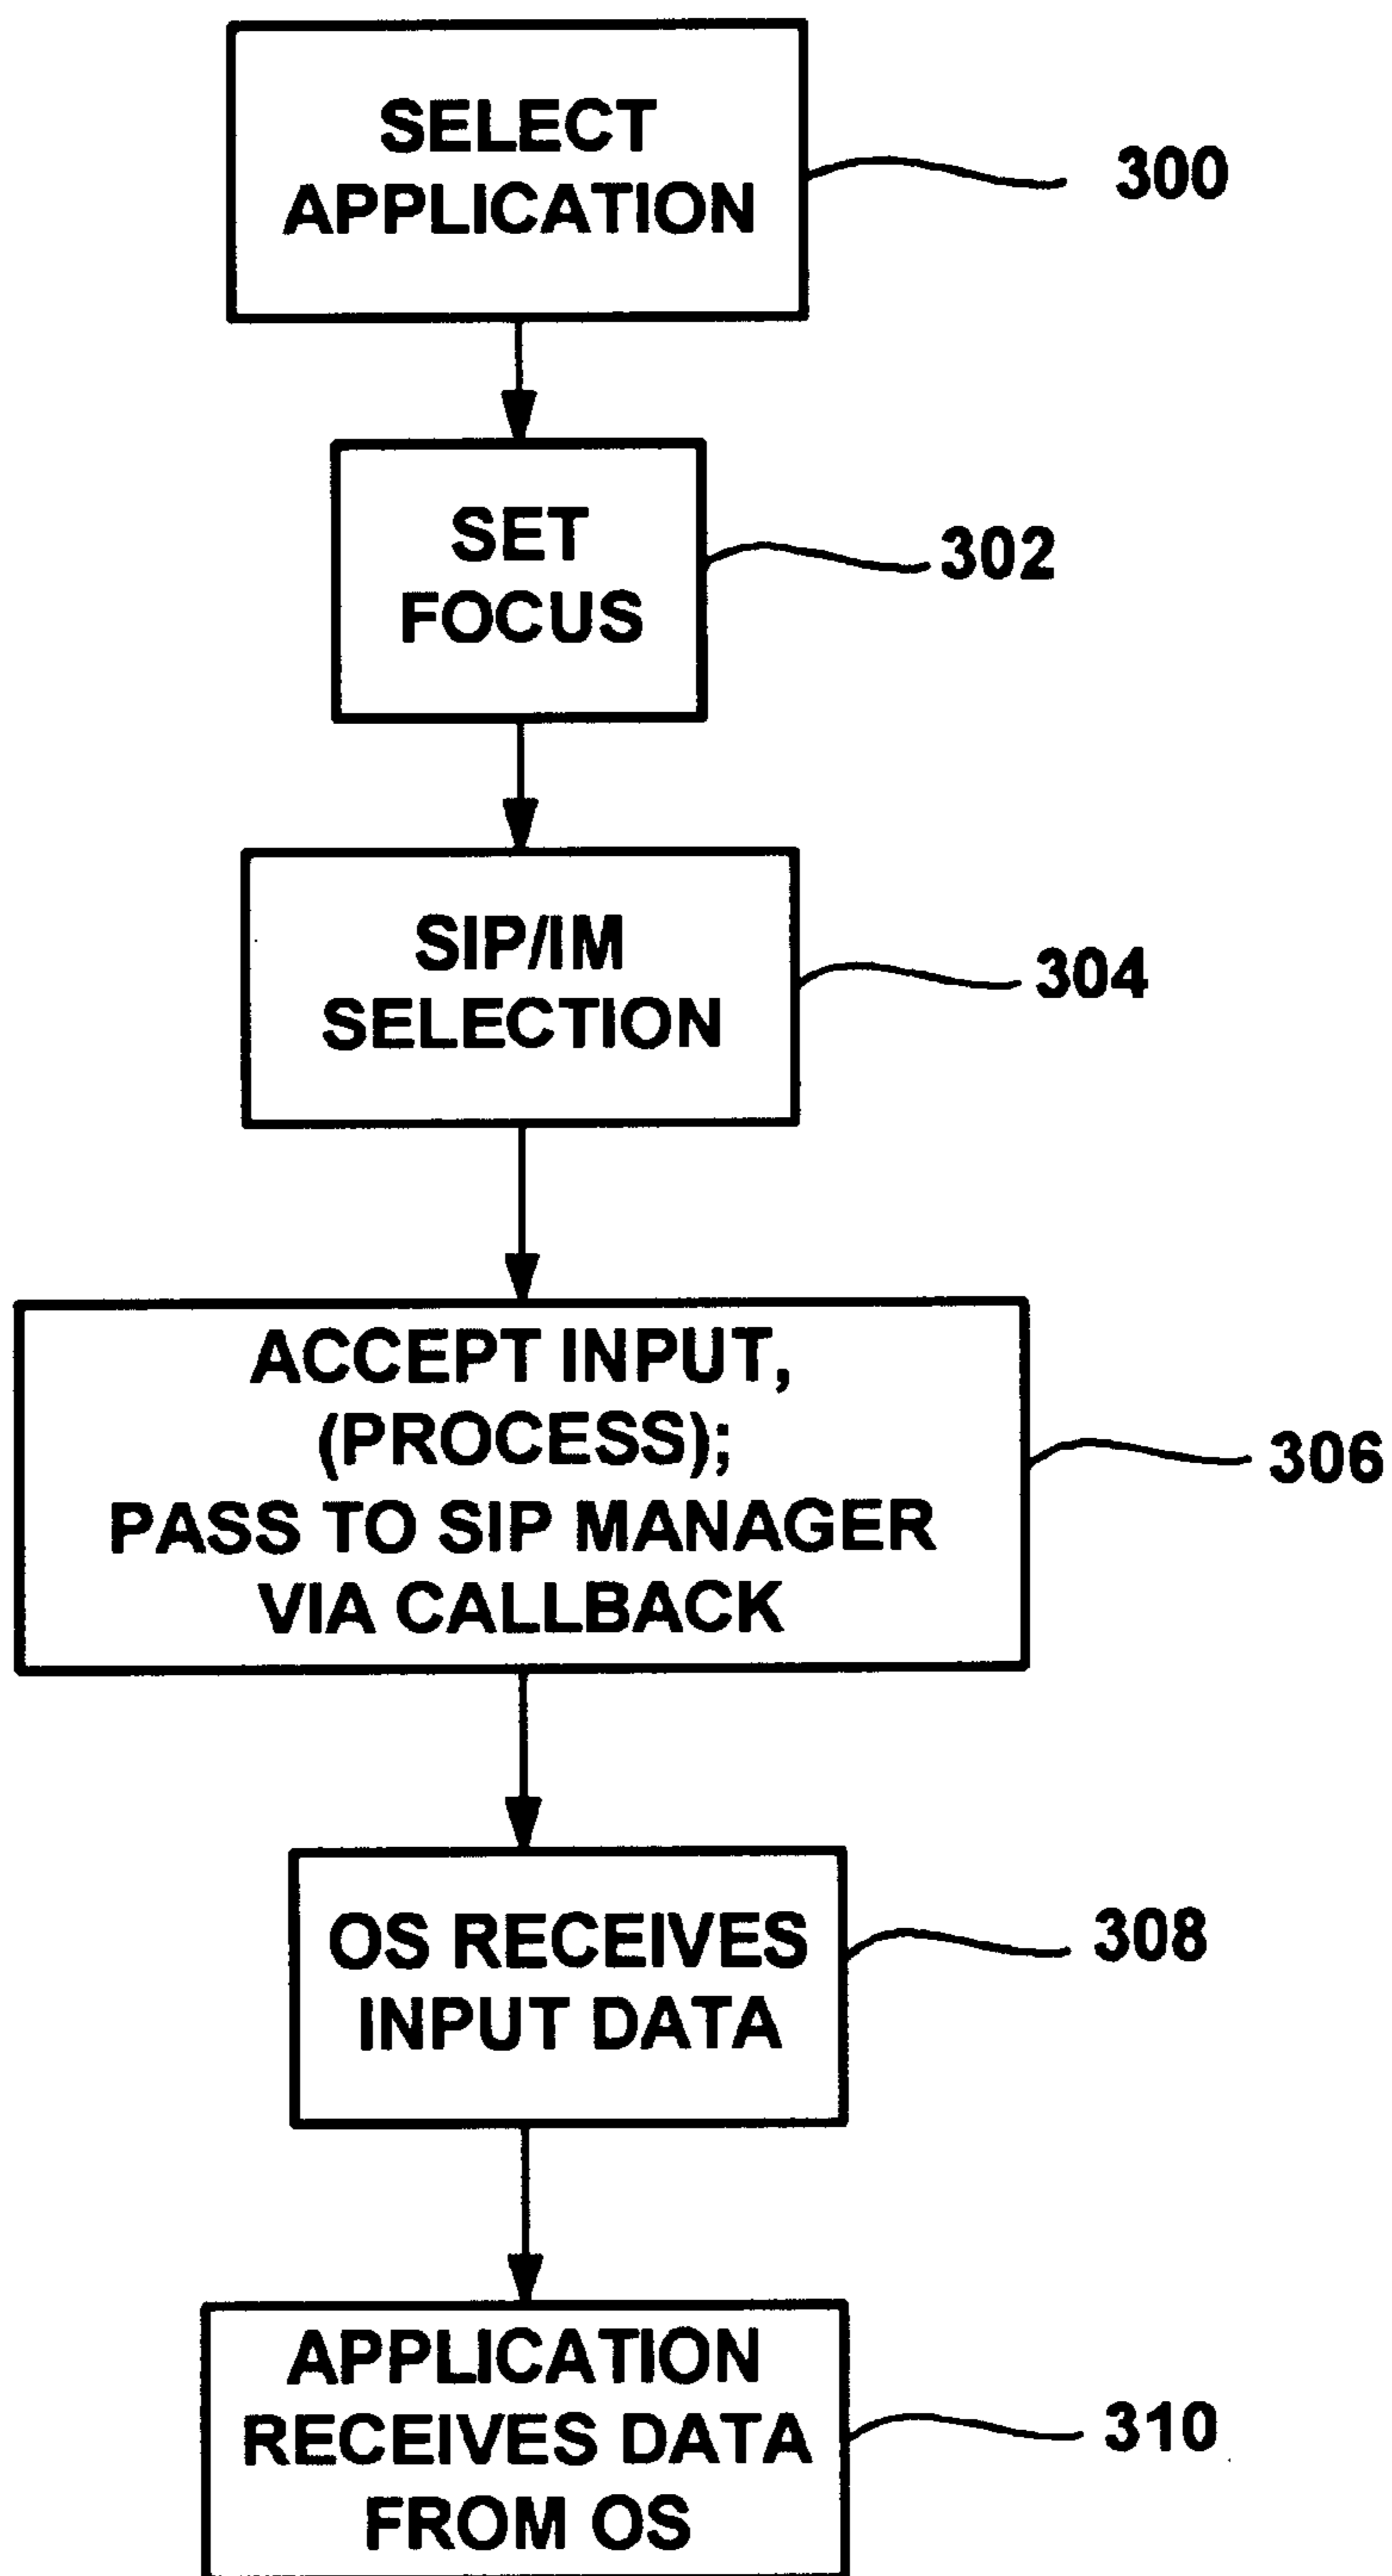 SELECT
APPLICATION
300
SET
FOCUS
302
SIP/IM
SELECTION
304
ACCEPT INPUT,
(PROCESS);
PASS TO SIP MANAGER
VIA CALLBACK
306
OS RECEIVES
INPUT DATA
308
APPLICATION
RECEIVES DATA
FROM OS
310